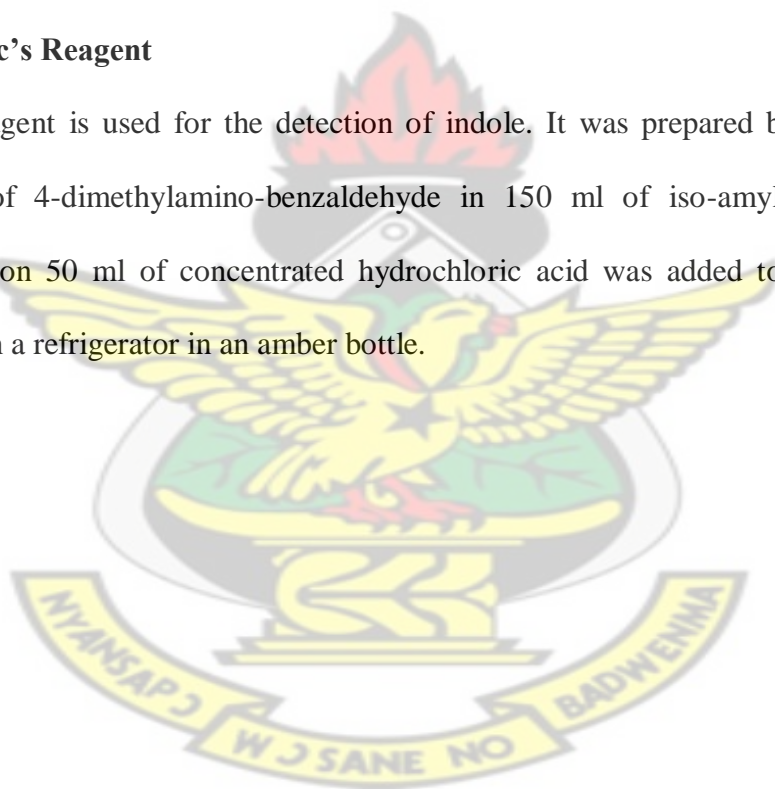 c’s Reagent
gent is used for the detection of indole. It was prepared b
of 4-dimethylamino-benzaldehyde in 150 ml of iso-amyl
on 50 ml of concentrated hydrochloric acid was added to
n a refrigerator in an amber bottle.
NYANSAPƆ
WƆSANE NO
BADWENMA